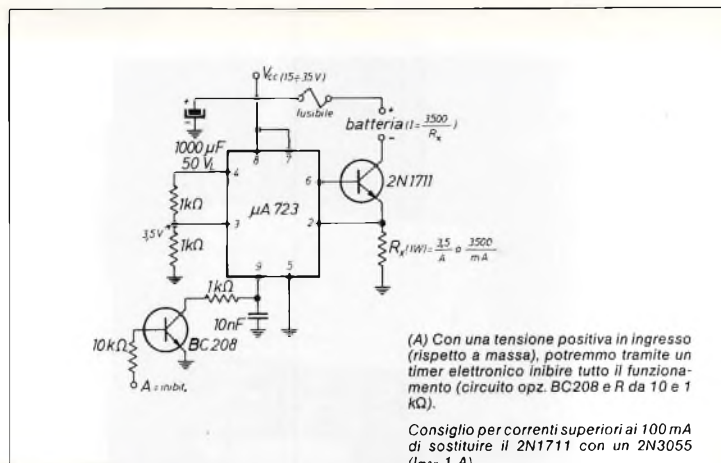 Vcc (15÷35V)
+
-
fusibile
+
batteria (I= 3500/Rx)
-
1000 µF
50 VL
8
7
4
6
2N1711
1kΩ
µA 723
3,5V
3
2
1kΩ
Rx (1W)= 3,5/A o 3500/mA
9
5
1kΩ
10nF
BC208
10kΩ
A = inibit.
(A) Con una tensione positiva in ingresso
(rispetto a massa), potremmo tramite un
timer elettronico inibire tutto il funziona-
mento (circuito opz. BC208 e R da 10 e 1
kΩ).
Consiglio per correnti superiori ai 100 mA
di sostituire il 2N1711 con un 2N3055
1 A)